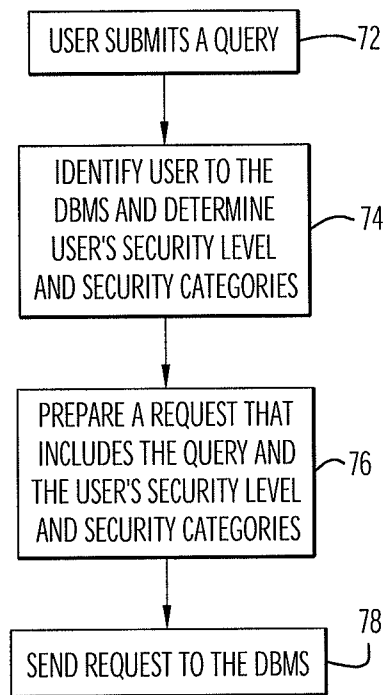 USER SUBMITS A QUERY
72
IDENTIFY USER TO THE
DBMS AND DETERMINE
USER'S SECURITY LEVEL
AND SECURITY CATEGORIES
74
PREPARE A REQUEST THAT
INCLUDES THE QUERY AND
THE USER'S SECURITY LEVEL
AND SECURITY CATEGORIES
76
SEND REQUEST TO THE DBMS
78